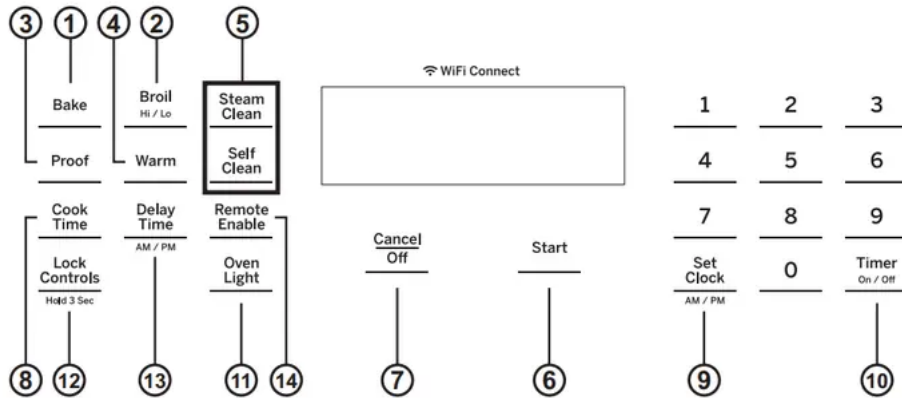 3 1 4 2 5
WiFi Connect
Bake Broil Steam
Hi / Lo Clean
1 2 3
Proof Warm Self
Clean
4 5 6
Cook Delay Remote
Time Time Enable
AM / PM
7 8 9
Cancel
Off
Start
Lock Oven
Controls Light
Hold 3 Sec
Set 0 Timer
Clock On / Off
AM / PM
8 12 13 11 14 7 6 9 10